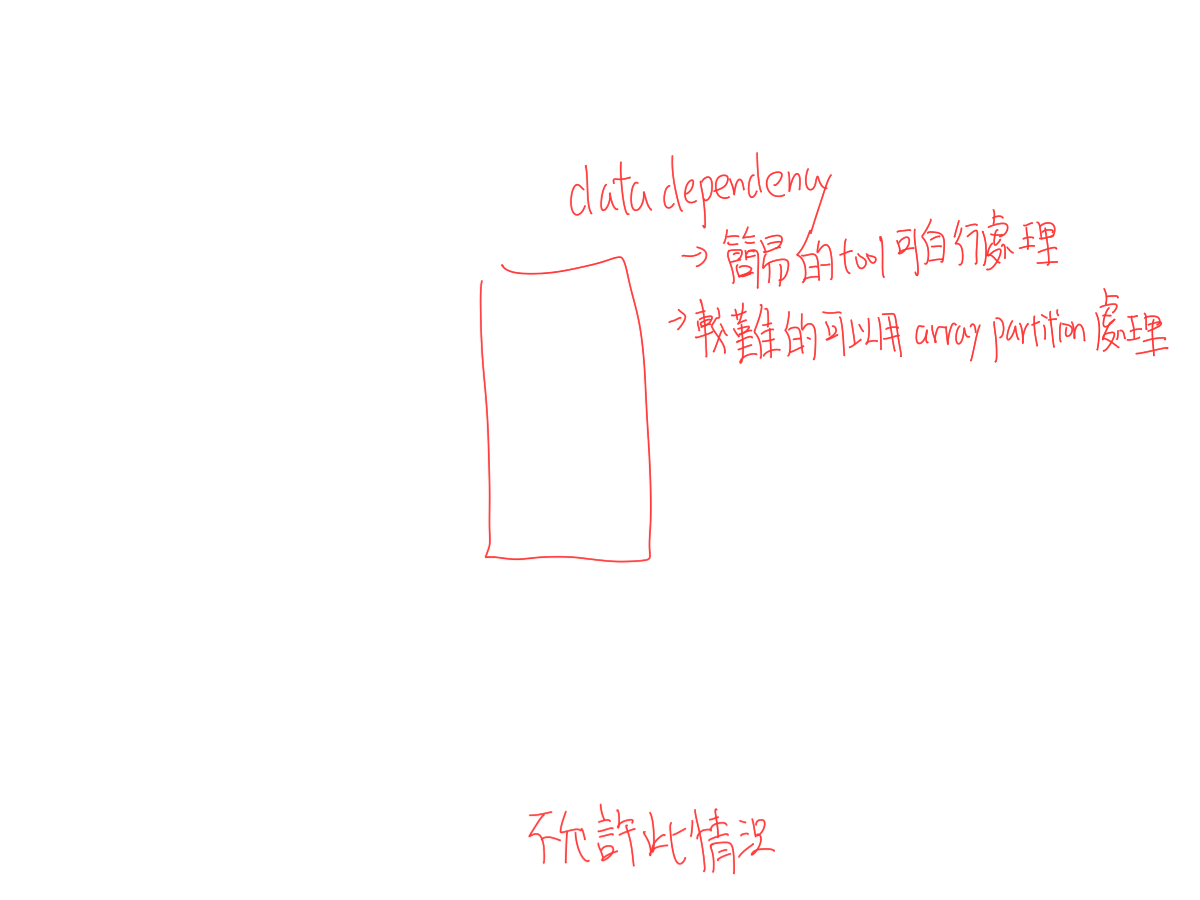 data dependency
→ 簡易的tool可自行處理
→ 較難的可以用 array partition 處理
不允許此情況